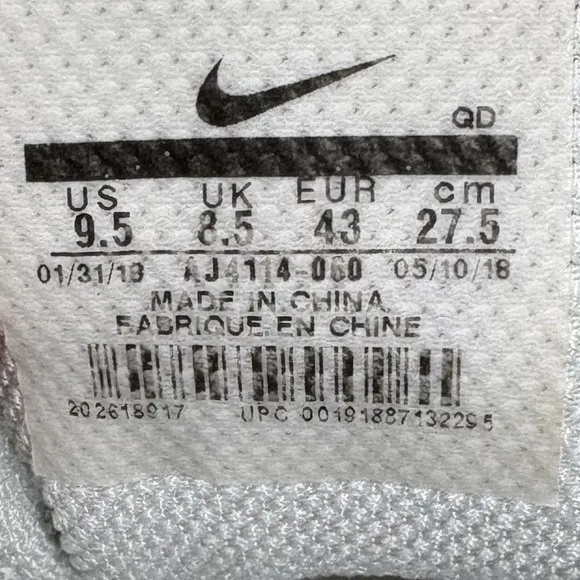 QD
US UK EUR cm
9.5 8.5 43 27.5
01/31/18 AJ4114-060 05/10/18
MADE IN CHINA
FABRIQUE EN CHINE
202618917 UPC 00191887132295